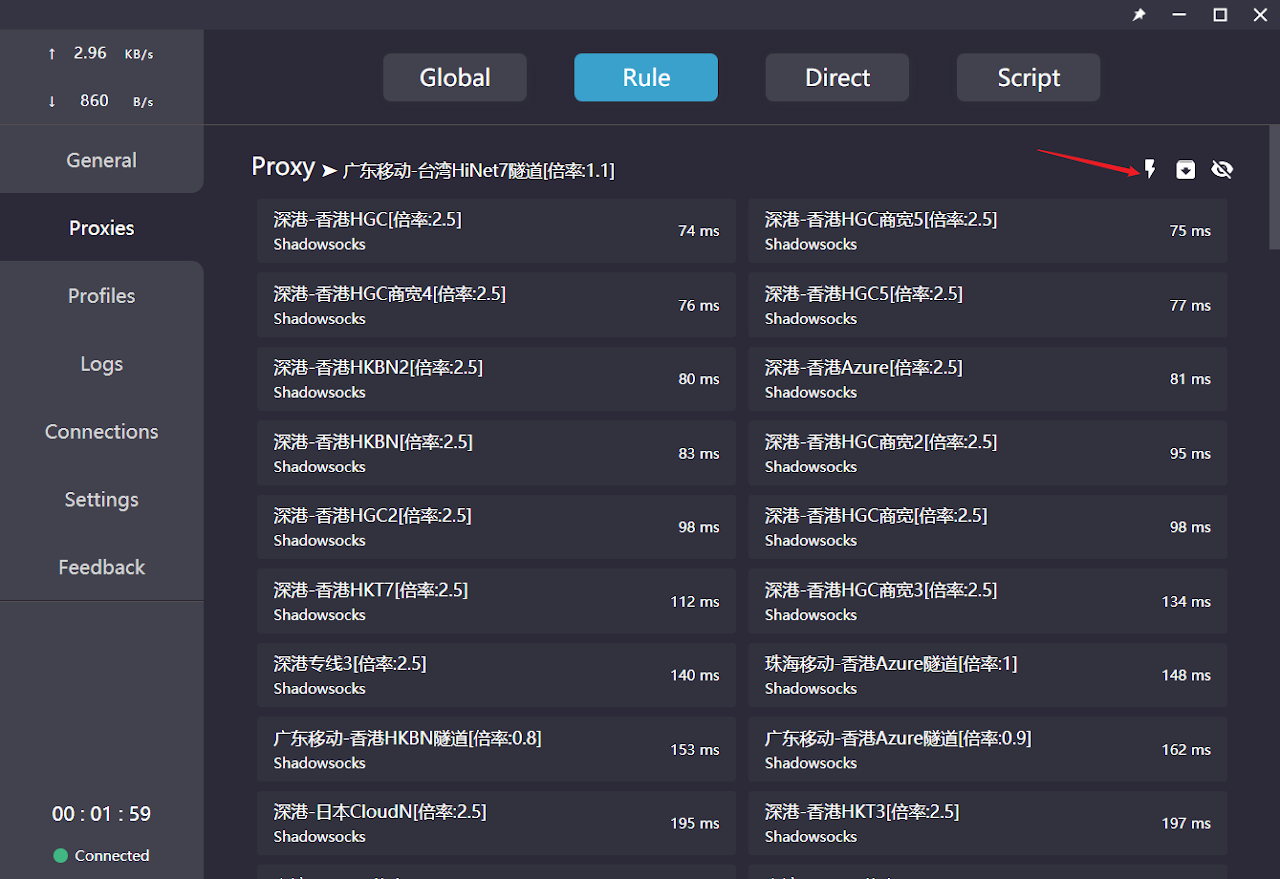 ↑ 2.96 KB/s
↓ 860 B/s
General
Proxies
Profiles
Logs
Connections
Settings
Feedback
00 : 01 : 59
Connected
Global Rule Direct Script
Proxy ➤ 广东移动-台湾HiNet7隧道[倍率:1.1]
深港-香港HGC[倍率:2.5]
Shadowsocks
74 ms
深港-香港HGC商宽5[倍率:2.5]
Shadowsocks
75 ms
深港-香港HGC商宽4[倍率:2.5]
Shadowsocks
76 ms
深港-香港HGC5[倍率:2.5]
Shadowsocks
77 ms
深港-香港HKBN2[倍率:2.5]
Shadowsocks
80 ms
深港-香港Azure[倍率:2.5]
Shadowsocks
81 ms
深港-香港HKBN[倍率:2.5]
Shadowsocks
83 ms
深港-香港HGC商宽2[倍率:2.5]
Shadowsocks
95 ms
深港-香港HGC2[倍率:2.5]
Shadowsocks
98 ms
深港-香港HGC商宽[倍率:2.5]
Shadowsocks
98 ms
深港-香港HKT7[倍率:2.5]
Shadowsocks
112 ms
深港-香港HGC商宽3[倍率:2.5]
Shadowsocks
134 ms
深港专线3[倍率:2.5]
Shadowsocks
140 ms
珠海移动-香港Azure隧道[倍率:1]
Shadowsocks
148 ms
广东移动-香港HKBN隧道[倍率:0.8]
Shadowsocks
153 ms
广东移动-香港Azure隧道[倍率:0.9]
Shadowsocks
162 ms
深港-日本CloudN[倍率:2.5]
Shadowsocks
195 ms
深港-香港HKT3[倍率:2.5]
Shadowsocks
197 ms